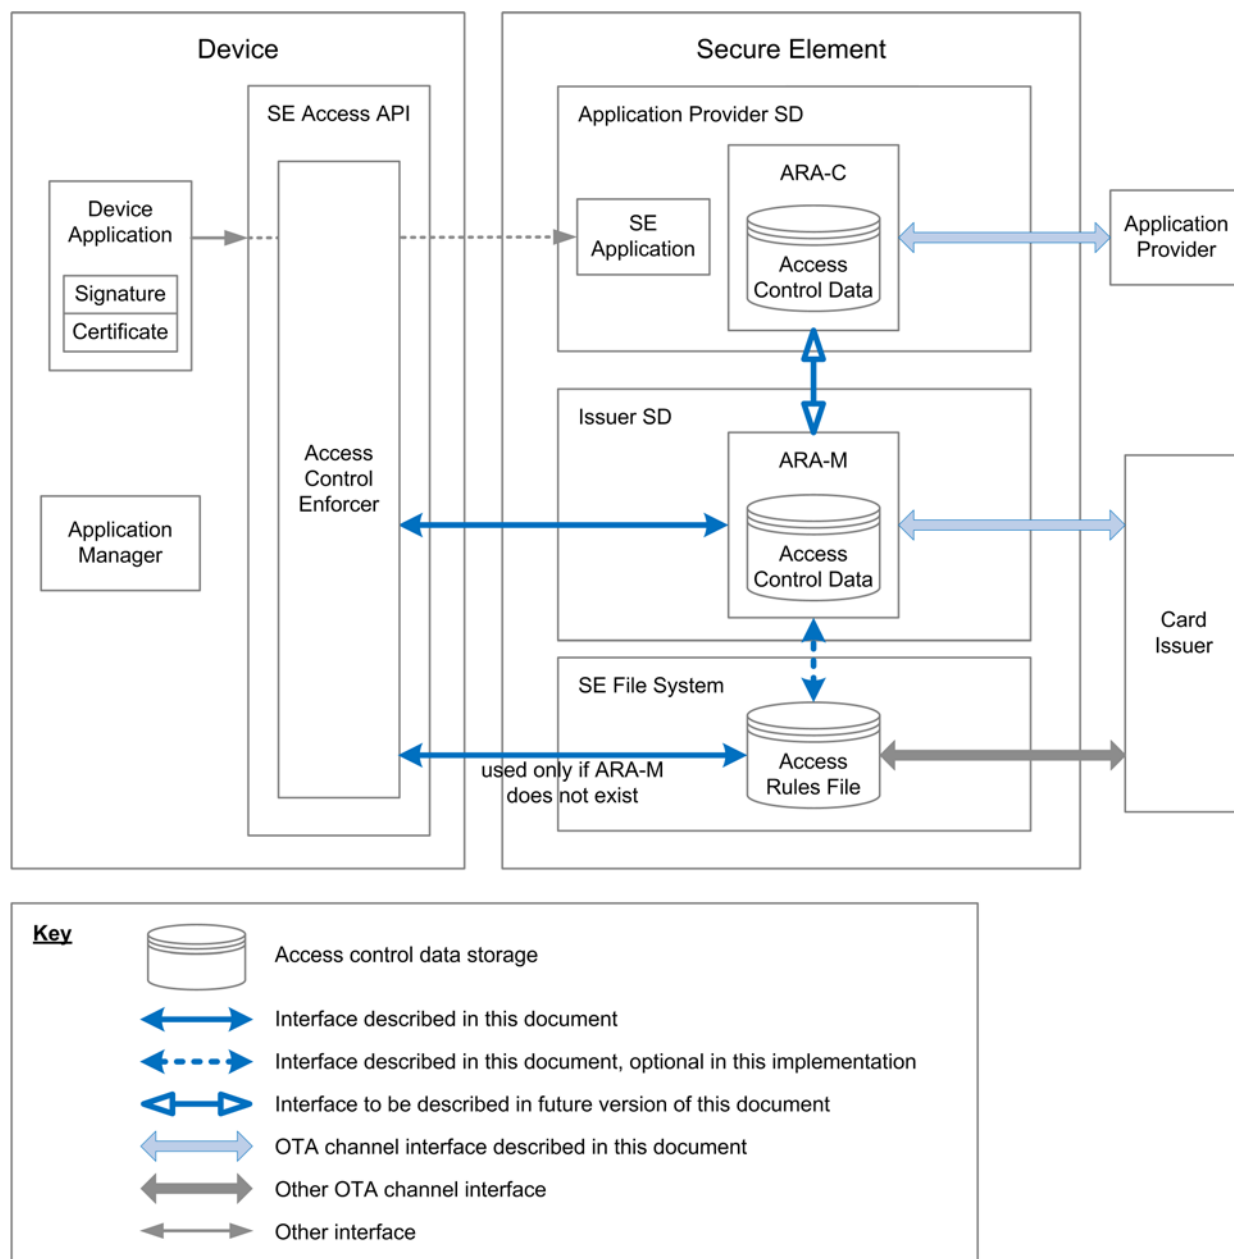 Device
SE Access API
Device
Application
Signature
Certificate
Access
Control
Enforcer
Application
Manager
Secure Element
Application Provider SD
ARA-C
SE
Application
Access
Control Data
Application
Provider
Issuer SD
ARA-M
Access
Control Data
Card
Issuer
SE File System
used only if ARA-M
does not exist
Access
Rules File
Key
Access control data storage
Interface described in this document
Interface described in this document, optional in this implementation
Interface to be described in future version of this document
OTA channel interface described in this document
Other OTA channel interface
Other interface